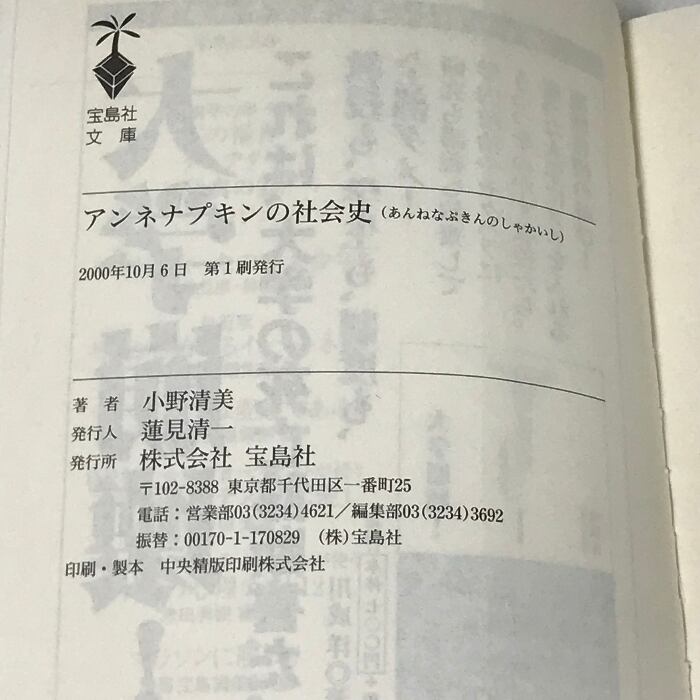 宝島社
文庫
アンネナプキンの社会史（あんねなぷきんのしゃかいし）
2000年10月6日　第1刷発行
著　者　小野清美
発行人　蓮見清一
発行所　株式会社 宝島社
〒102-8388 東京都千代田区一番町25
電話：営業部03(3234)4621／編集部03(3234)3692
振替：00170-1-170829　(株)宝島社
印刷・製本　中央精版印刷株式会社